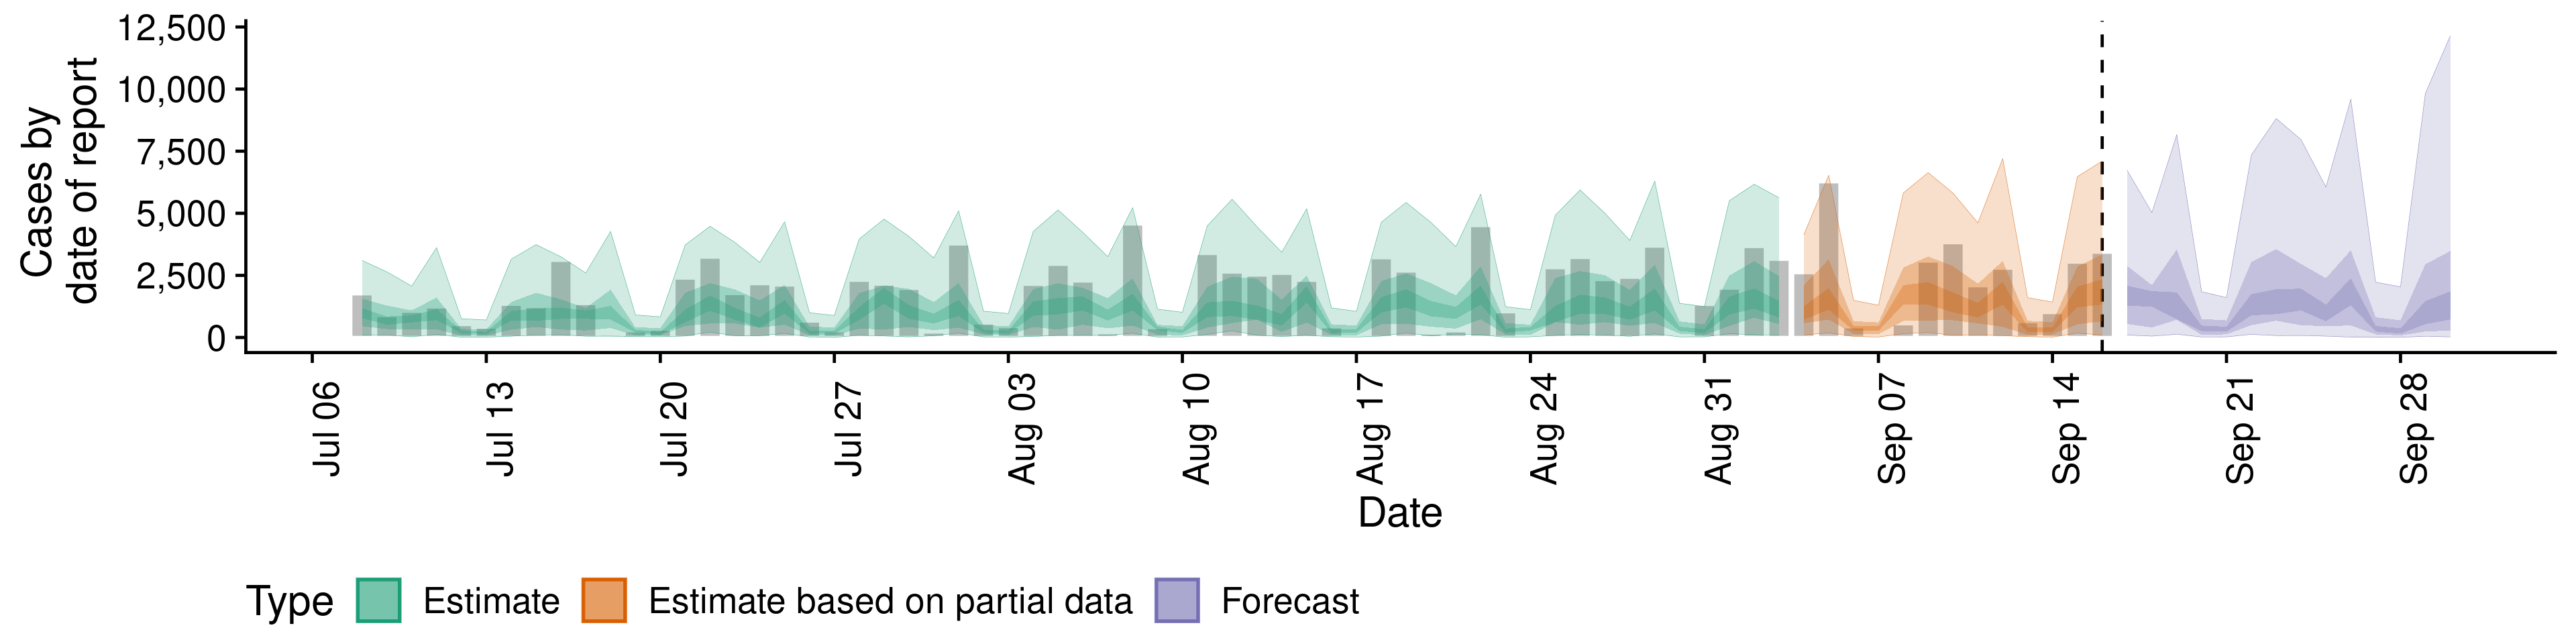 Cases by
date of report
12,500
10,000
7,500
5,000
2,500
0
Jul 06
Jul 13
Jul 20
Jul 27
Aug 03
Aug 10
Aug 17
Aug 24
Aug 31
Sep 07
Sep 14
Sep 21
Sep 28
Date
Type Estimate Estimate based on partial data Forecast